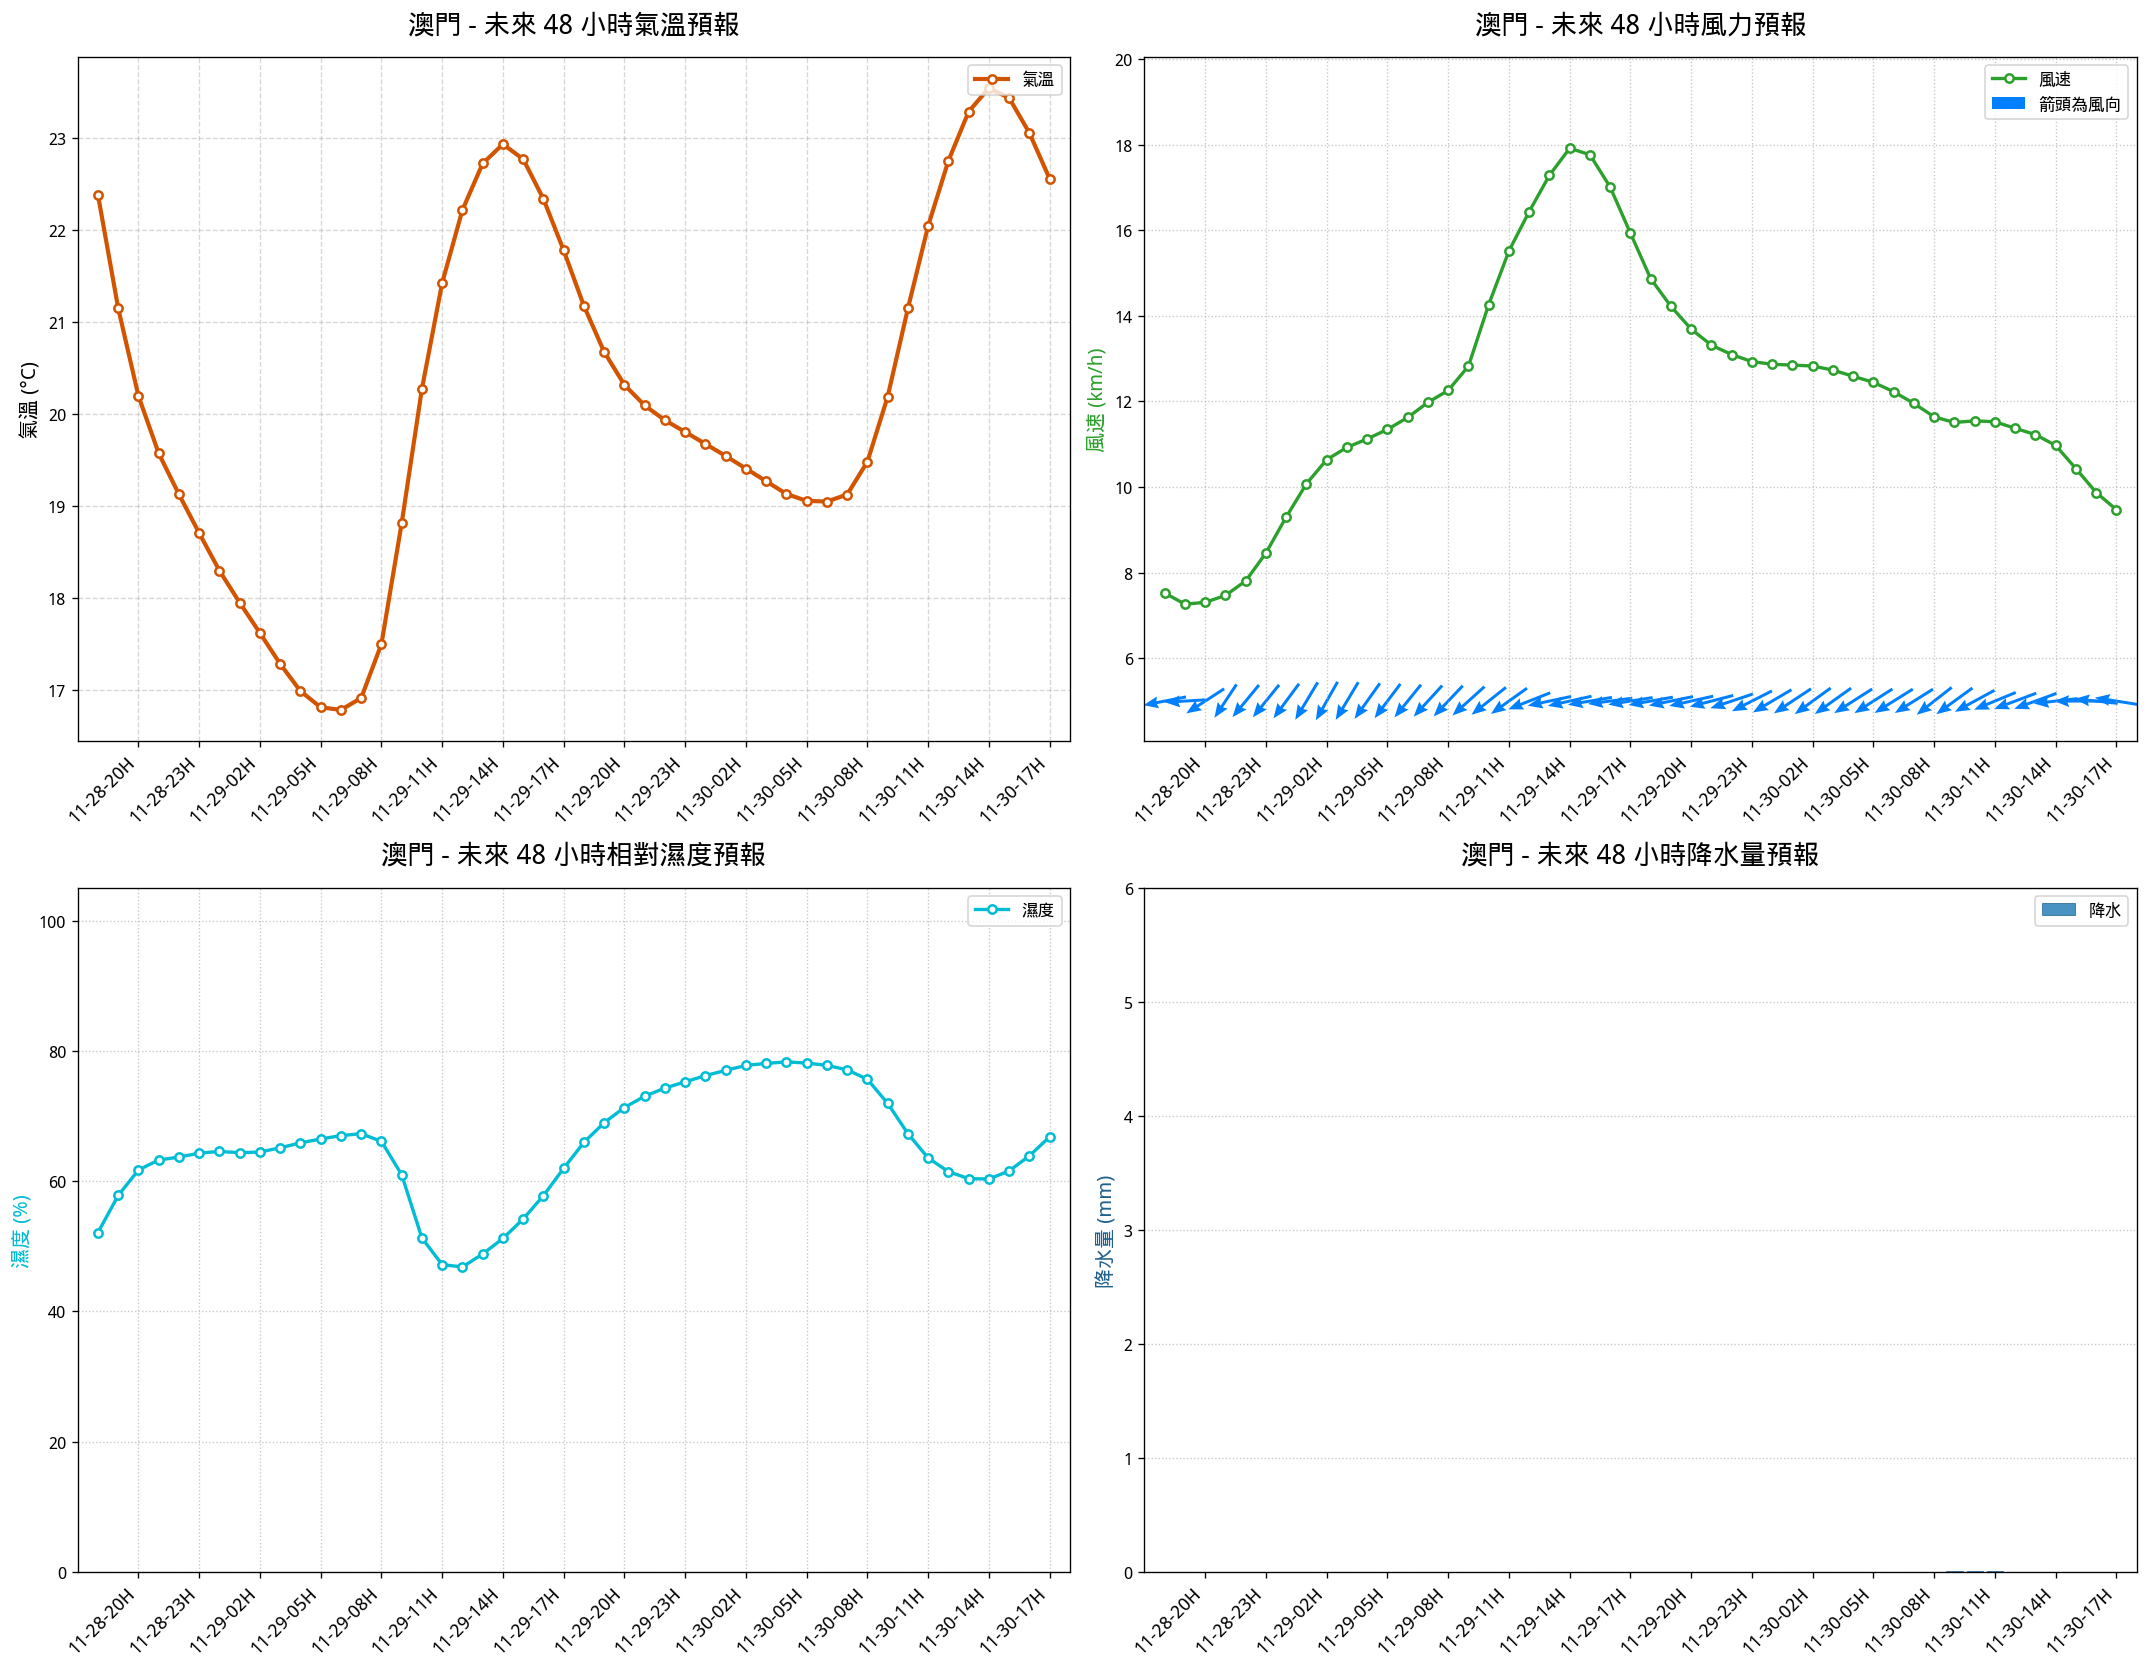 澳門 - 未來 48 小時氣溫預報
氣溫
氣溫 (°C)
23
22
21
20
19
18
17
11-28-20H
11-28-23H
11-29-02H
11-29-05H
11-29-08H
11-29-11H
11-29-14H
11-29-17H
11-29-20H
11-29-23H
11-30-02H
11-30-05H
11-30-08H
11-30-11H
11-30-14H
11-30-17H
澳門 - 未來 48 小時風力預報
風速
箭頭為風向
風速 (km/h)
20
18
16
14
12
10
8
6
11-28-20H
11-28-23H
11-29-02H
11-29-05H
11-29-08H
11-29-11H
11-29-14H
11-29-17H
11-29-20H
11-29-23H
11-30-02H
11-30-05H
11-30-08H
11-30-11H
11-30-14H
11-30-17H
澳門 - 未來 48 小時相對濕度預報
濕度
濕度 (%)
100
80
60
40
20
0
11-28-20H
11-28-23H
11-29-02H
11-29-05H
11-29-08H
11-29-11H
11-29-14H
11-29-17H
11-29-20H
11-29-23H
11-30-02H
11-30-05H
11-30-08H
11-30-11H
11-30-14H
11-30-17H
澳門 - 未來 48 小時降水量預報
降水
降水量 (mm)
6
5
4
3
2
1
0
11-28-20H
11-28-23H
11-29-02H
11-29-05H
11-29-08H
11-29-11H
11-29-14H
11-29-17H
11-29-20H
11-29-23H
11-30-02H
11-30-05H
11-30-08H
11-30-11H
11-30-14H
11-30-17H